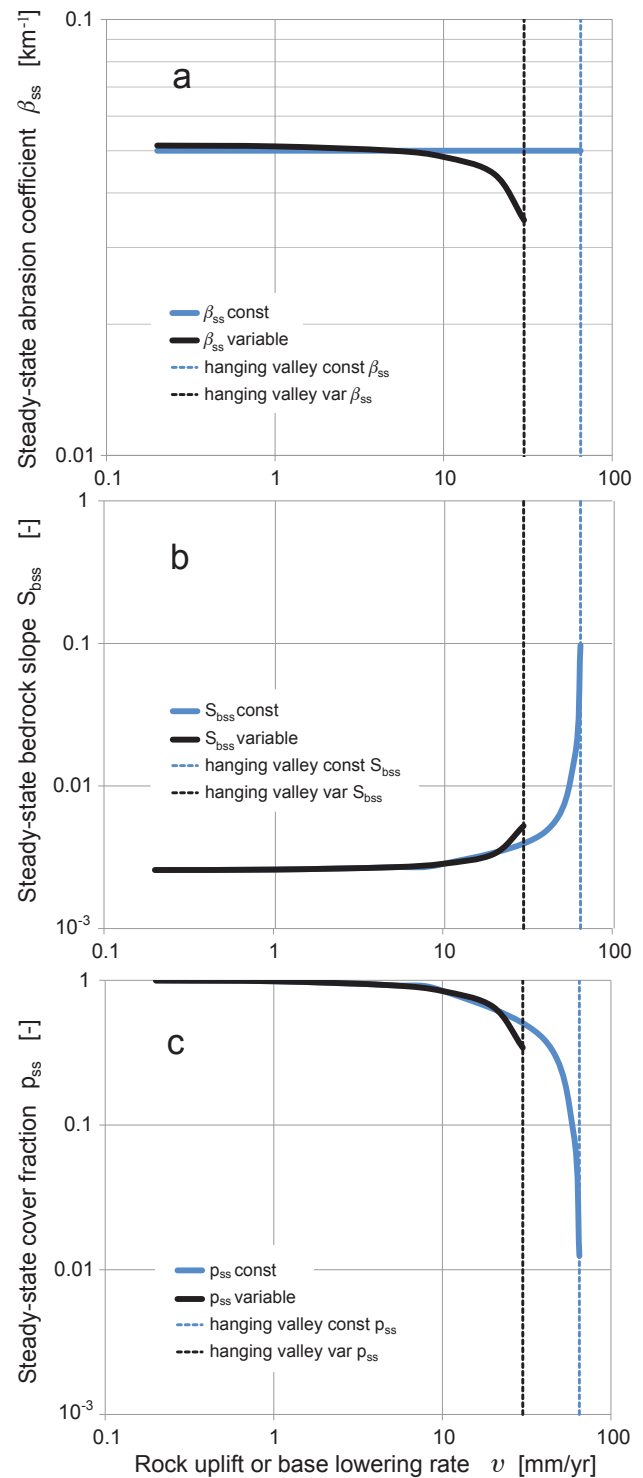 Steady-state abrasion coefficient β_ss [km⁻¹]
0.1
a
β_ss const
β_ss variable
hanging valley const β_ss
hanging valley var β_ss
0.01
0.1 1 10 100
Steady-state bedrock slope S_bss [-]
1
b
0.1
S_bss const
S_bss variable
hanging valley const S_bss
hanging valley var S_bss
0.01
10⁻³
0.1 1 10 100
Steady-state cover fraction p_ss [-]
1
c
0.1
0.01
p_ss const
p_ss variable
hanging valley const p_ss
hanging valley var p_ss
10⁻³
0.1 1 10 100
Rock uplift or base lowering rate υ [mm/yr]